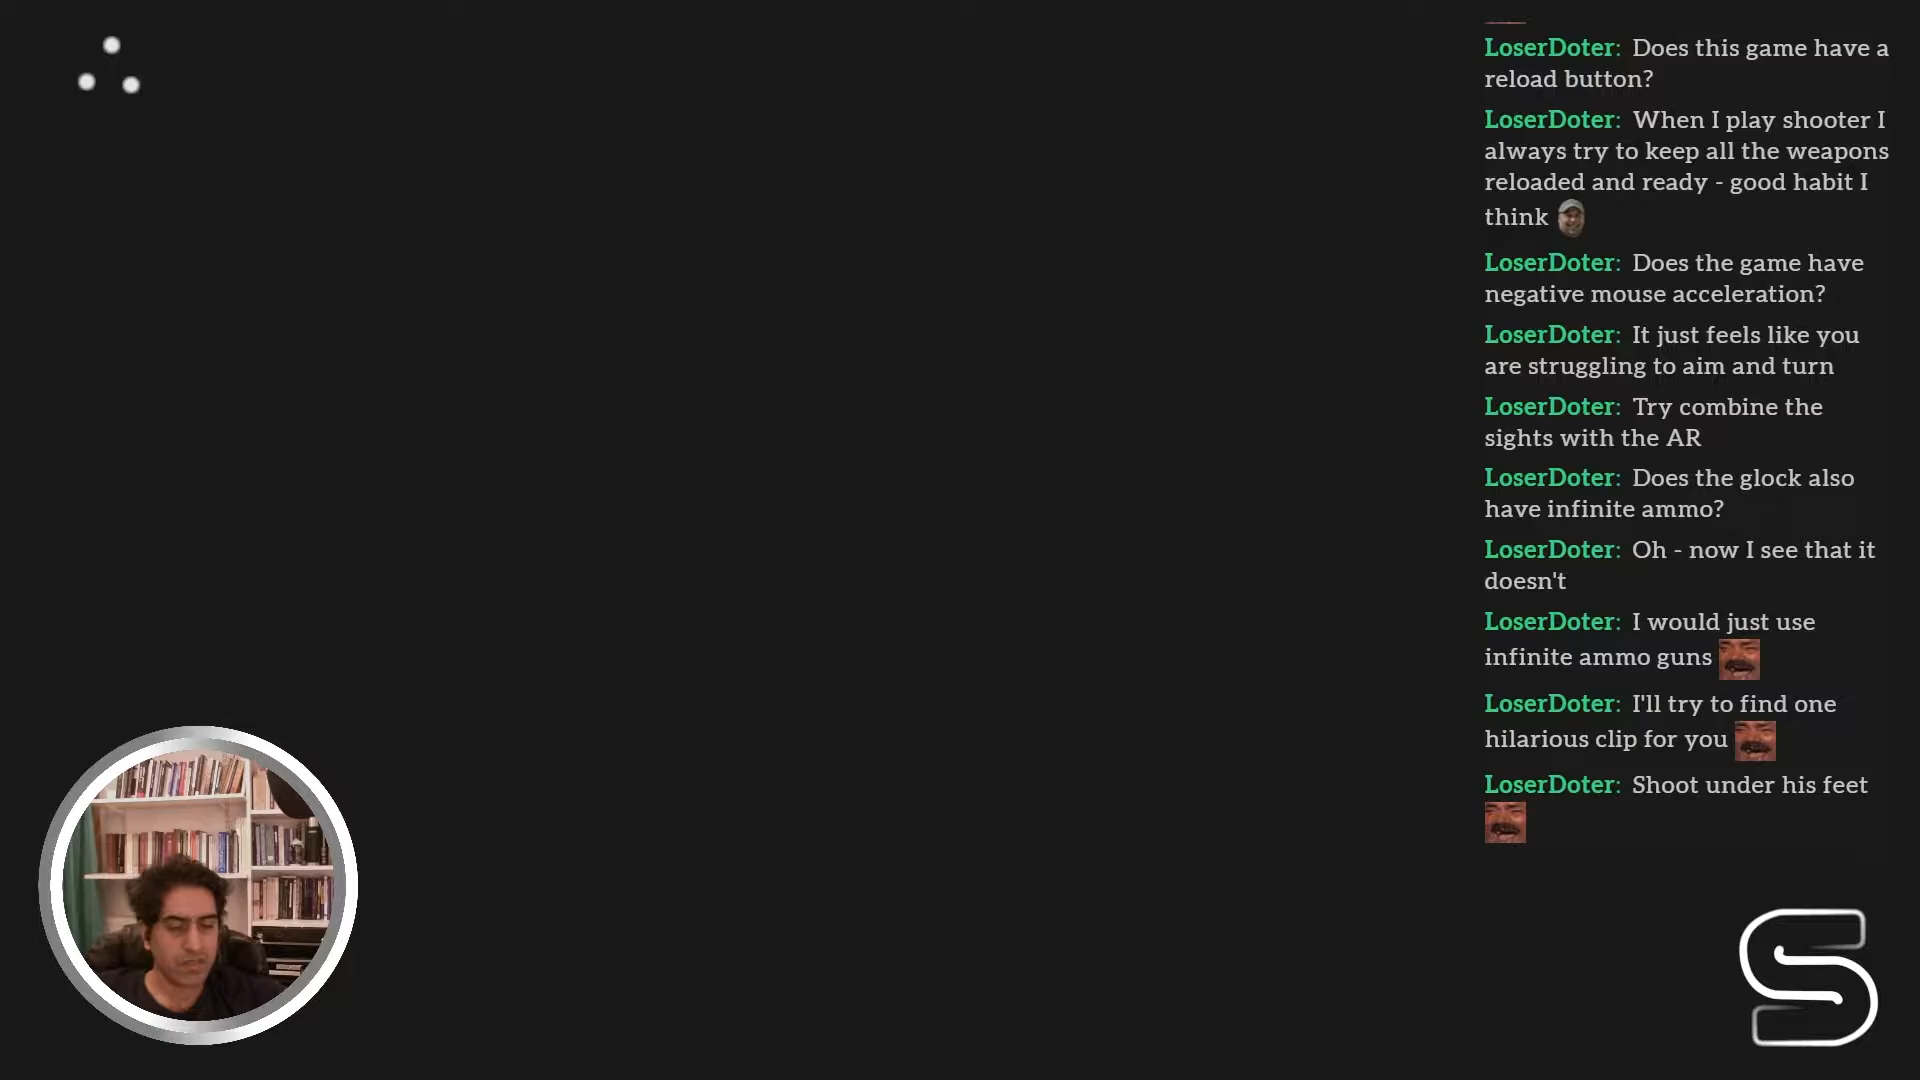 LoserDoter: Does this game have a
reload button?
LoserDoter: When I play shooter I
always try to keep all the weapons
reloaded and ready - good habit I
think
LoserDoter: Does the game have
negative mouse acceleration?
LoserDoter: It just feels like you
are struggling to aim and turn
LoserDoter: Try combine the
sights with the AR
LoserDoter: Does the glock also
have infinite ammo?
LoserDoter: Oh - now I see that it
doesn't
LoserDoter: I would just use
infinite ammo guns
LoserDoter: I'll try to find one
hilarious clip for you
LoserDoter: Shoot under his feet
S